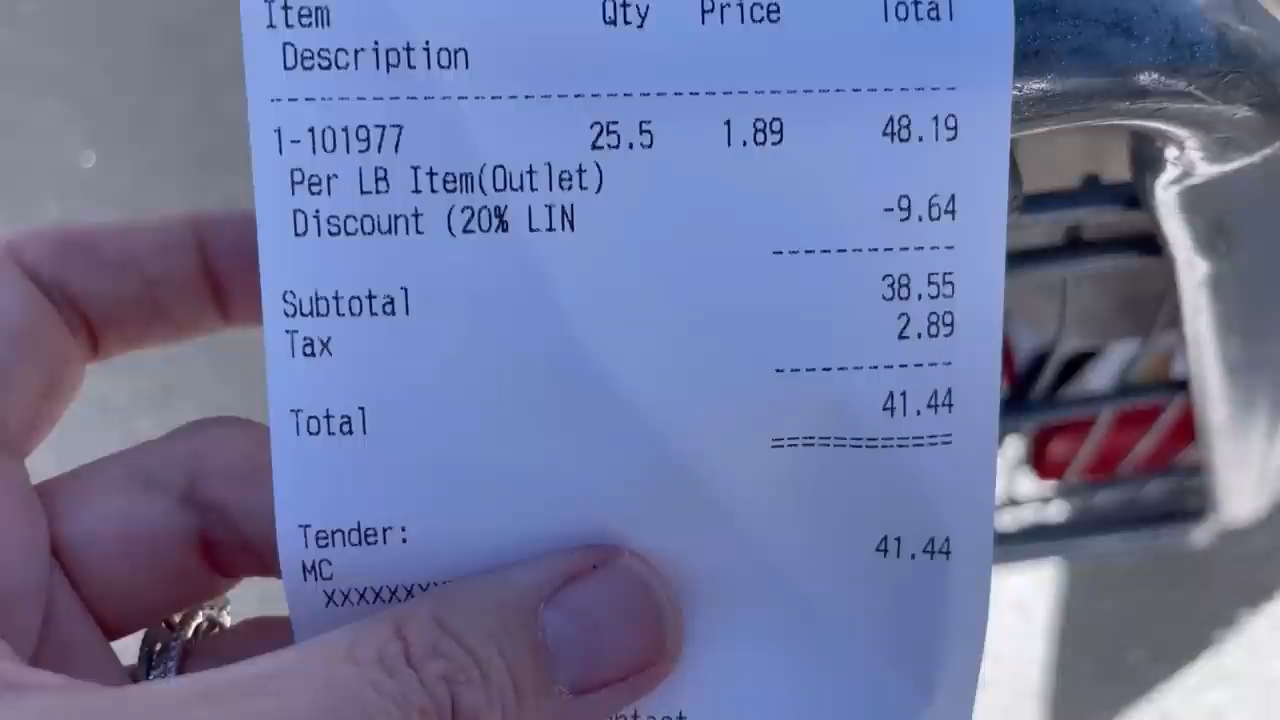 Item Qty Price Total
Description
--------------------------------------------
1-101977 25.5 1.89 48.19
Per LB Item(Outlet)
Discount (20% LIN -9.64
------------
Subtotal 38.55
Tax 2.89
------------
Total 41.44
============
Tender:
MC 41.44
XXXXXXX